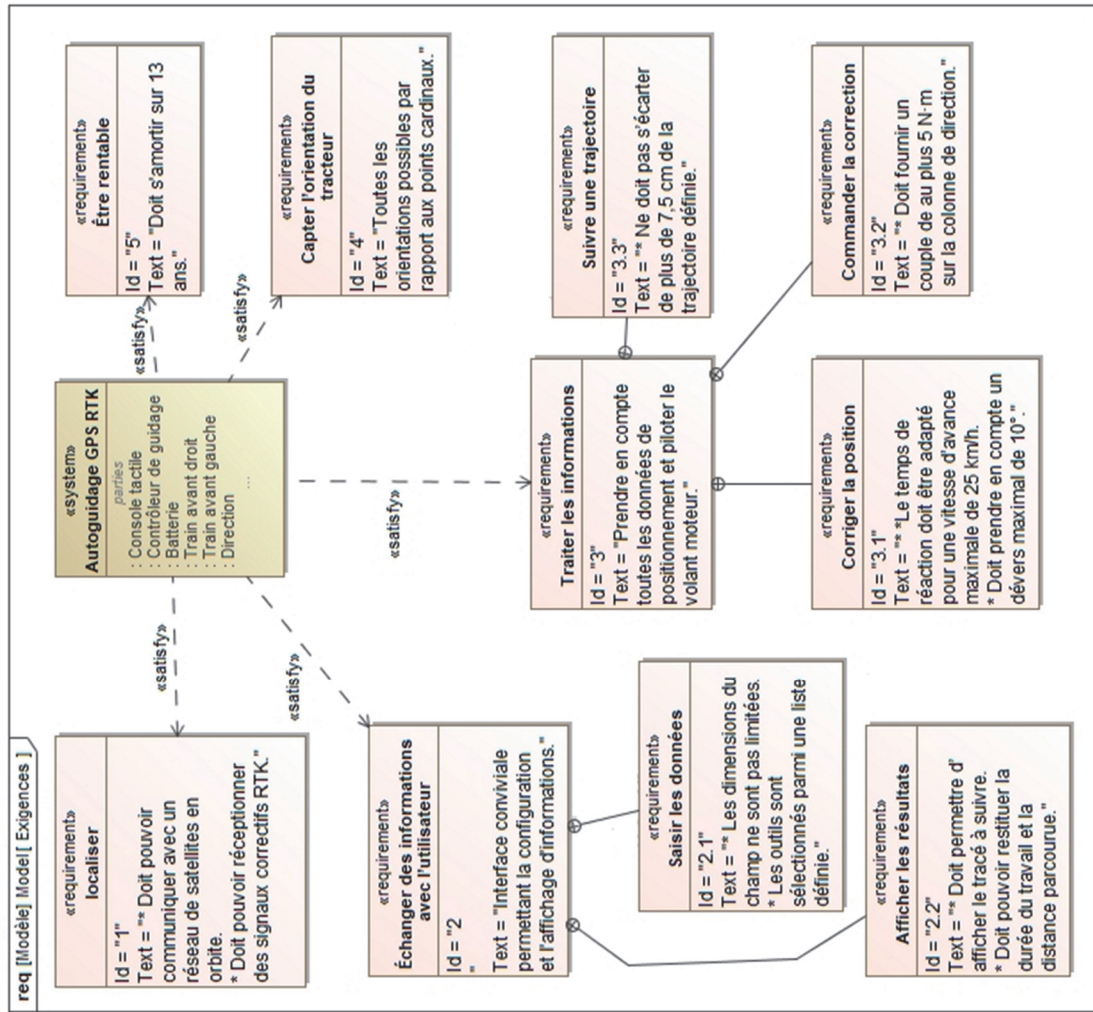 req [Modèle] Model [ Exigences ]
«requirement»
localiser
Id = "1"
Text = "* Doit pouvoir
communiquer avec un
réseau de satellites en
orbite.
* Doit pouvoir réceptionner
des signaux correctifs RTK."
«satisfy»
«system»
Autoguidage GPS RTK
parties
: Console tactile
: Contrôleur de guidage
: Batterie
: Train avant droit
: Train avant gauche
: Direction
...
«satisfy»
«requirement»
Être rentable
Id = "5"
Text = "Doit s'amortir sur 13
ans."
«satisfy»
«requirement»
Capter l'orientation du
tracteur
Id = "4"
Text = "Toutes les
orientations possibles par
rapport aux points cardinaux."
«satisfy»
«satisfy»
«requirement»
Échanger des informations
avec l'utilisateur
Id = "2
"
Text = "Interface conviviale
permettant la configuration
et l'affichage d'informations."
«requirement»
Traiter les informations
Id = "3"
Text = "Prendre en compte
toutes les données de
positionnement et piloter le
volant moteur."
«requirement»
Suivre une trajectoire
Id = "3.3"
Text = "* Ne doit pas s'écarter
de plus de 7,5 cm de la
trajectoire définie."
«requirement»
Saisir les données
Id = "2.1"
Text = "* Les dimensions du
champ ne sont pas limitées.
* Les outils sont
sélectionnés parmi une liste
définie."
«requirement»
Corriger la position
Id = "3.1"
Text = "* *Le temps de
réaction doit être adapté
pour une vitesse d'avance
maximale de 25 km/h.
* Doit prendre en compte un
dévers maximal de 10°."
«requirement»
Commander la correction
Id = "3.2"
Text = "* Doit fournir un
couple de au plus 5 N·m
sur la colonne de direction."
«requirement»
Afficher les résultats
Id = "2.2"
Text = "* Doit permettre d'
afficher le tracé à suivre.
* Doit pouvoir restituer la
durée du travail et la
distance parcourue."